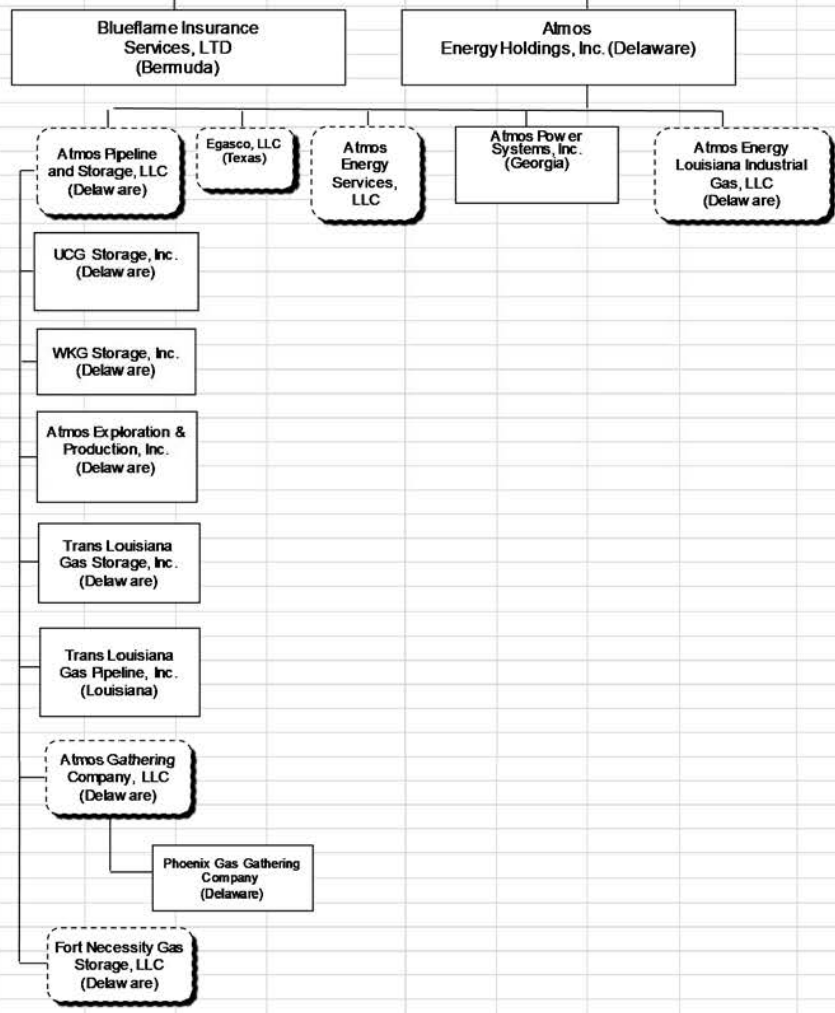 Blueflame Insurance
Services, LTD
(Bermuda)
Atmos
Energy Holdings, Inc. (Delaware)
Atmos Pipeline
and Storage, LLC
(Delaware)
Egasco, LLC
(Texas)
Atmos
Energy
Services,
LLC
Atmos Power
Systems, Inc.
(Georgia)
Atmos Energy
Louisiana Industrial
Gas, LLC
(Delaware)
UCG Storage, Inc.
(Delaware)
WKG Storage, Inc.
(Delaware)
Atmos Exploration &
Production, Inc.
(Delaware)
Trans Louisiana
Gas Storage, Inc.
(Delaware)
Trans Louisiana
Gas Pipeline, Inc.
(Louisiana)
Atmos Gathering
Company, LLC
(Delaware)
Phoenix Gas Gathering
Company
(Delaware)
Fort Necessity Gas
Storage, LLC
(Delaware)